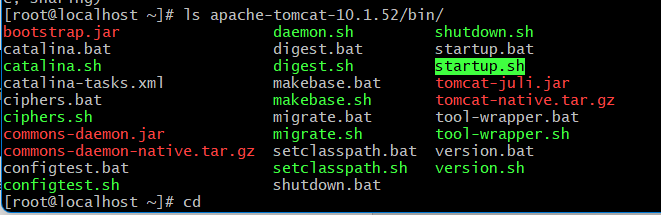 c, sharing)
[root@localhost ~]# ls apache-tomcat-10.1.52/bin/
bootstrap.jar daemon.sh shutdown.sh
catalina.bat digest.bat startup.bat
catalina.sh digest.sh startup.sh
catalina-tasks.xml makebase.bat tomcat-juli.jar
ciphers.bat makebase.sh tomcat-native.tar.gz
ciphers.sh migrate.bat tool-wrapper.bat
commons-daemon.jar migrate.sh tool-wrapper.sh
commons-daemon-native.tar.gz setclasspath.bat version.bat
configtest.bat setclasspath.sh version.sh
configtest.sh shutdown.bat
[root@localhost ~]# cd